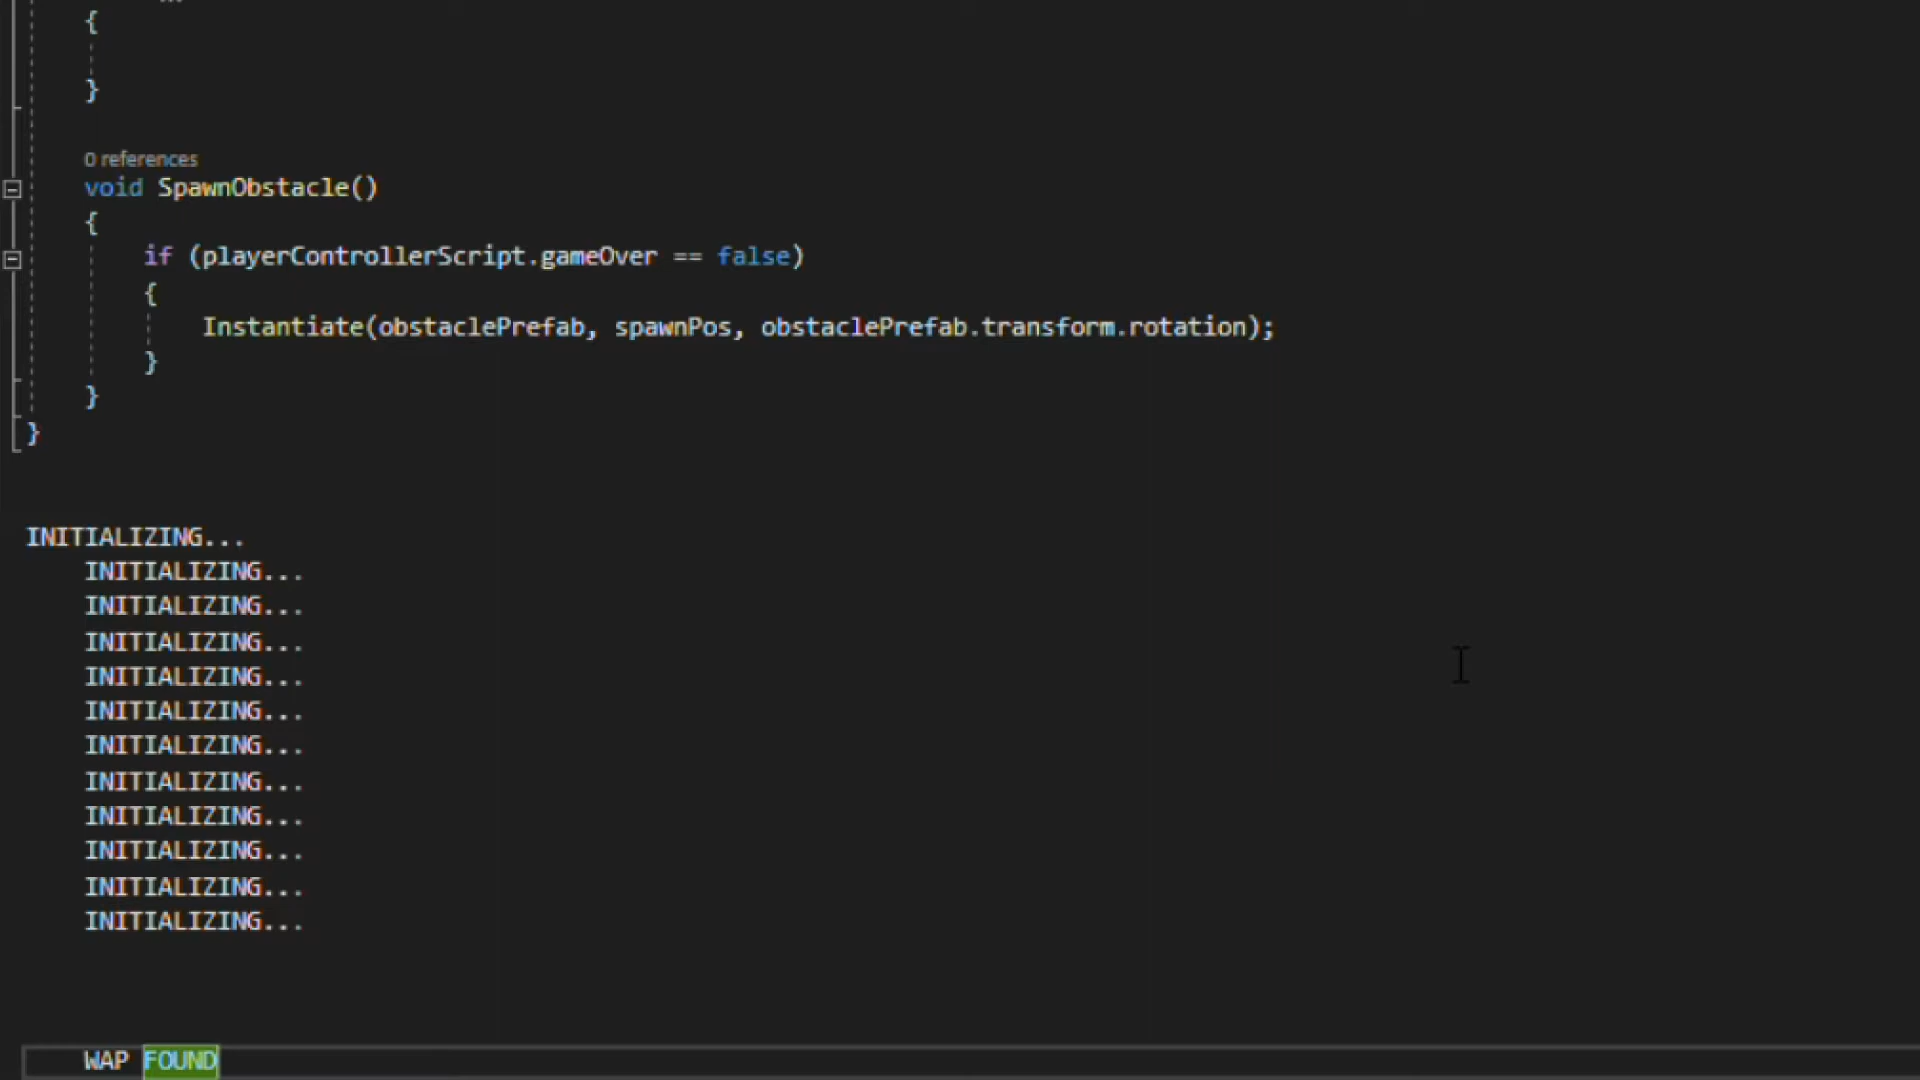 {
}
0 references
void SpawnObstacle()
{
if (playerControllerScript.gameOver == false)
{
Instantiate(obstaclePrefab, spawnPos, obstaclePrefab.transform.rotation);
}
}
}
INITIALIZING...
INITIALIZING...
INITIALIZING...
INITIALIZING...
INITIALIZING...
INITIALIZING...
INITIALIZING...
INITIALIZING...
INITIALIZING...
INITIALIZING...
INITIALIZING...
INITIALIZING...
WAP FOUND